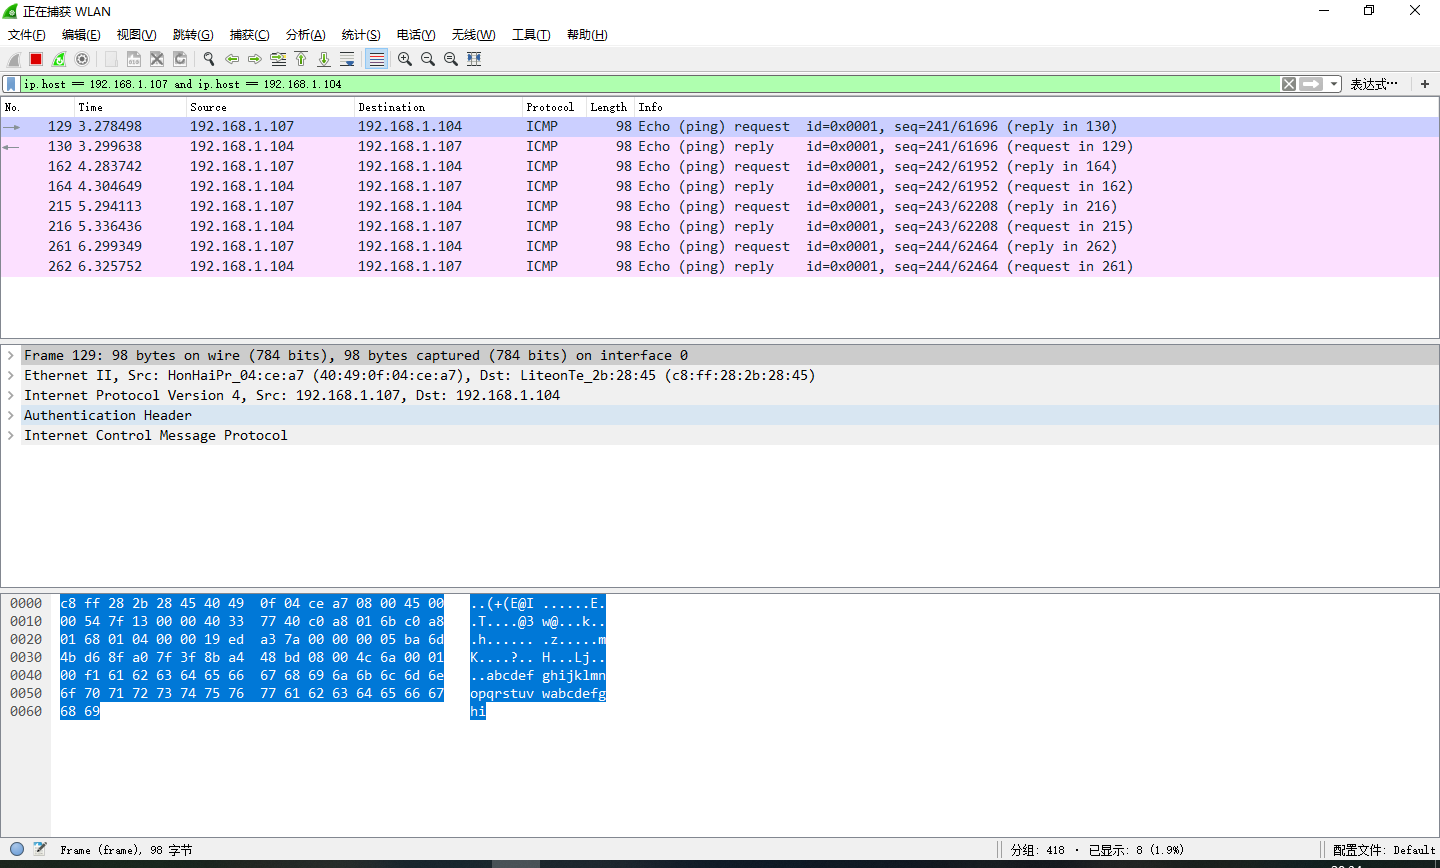 正在捕获 WLAN
文件(F) 编辑(E) 视图(V) 跳转(G) 捕获(C) 分析(A) 统计(S) 电话(Y) 无线(W) 工具(T) 帮助(H)
ip.host == 192.168.1.107 and ip.host == 192.168.1.104 表达式… +
No. Time Source Destination Protocol Length Info
129 3.278498 192.168.1.107 192.168.1.104 ICMP 98 Echo (ping) request id=0x0001, seq=241/61696 (reply in 130)
130 3.299638 192.168.1.104 192.168.1.107 ICMP 98 Echo (ping) reply id=0x0001, seq=241/61696 (request in 129)
162 4.283742 192.168.1.107 192.168.1.104 ICMP 98 Echo (ping) request id=0x0001, seq=242/61952 (reply in 164)
164 4.304649 192.168.1.104 192.168.1.107 ICMP 98 Echo (ping) reply id=0x0001, seq=242/61952 (request in 162)
215 5.294113 192.168.1.107 192.168.1.104 ICMP 98 Echo (ping) request id=0x0001, seq=243/62208 (reply in 216)
216 5.336436 192.168.1.104 192.168.1.107 ICMP 98 Echo (ping) reply id=0x0001, seq=243/62208 (request in 215)
261 6.299349 192.168.1.107 192.168.1.104 ICMP 98 Echo (ping) request id=0x0001, seq=244/62464 (reply in 262)
262 6.325752 192.168.1.104 192.168.1.107 ICMP 98 Echo (ping) reply id=0x0001, seq=244/62464 (request in 261)
Frame 129: 98 bytes on wire (784 bits), 98 bytes captured (784 bits) on interface 0
Ethernet II, Src: HonHaiPr_04:ce:a7 (40:49:0f:04:ce:a7), Dst: LiteonTe_2b:28:45 (c8:ff:28:2b:28:45)
Internet Protocol Version 4, Src: 192.168.1.107, Dst: 192.168.1.104
Authentication Header
Internet Control Message Protocol
0000 c8 ff 28 2b 28 45 40 49 0f 04 ce a7 08 00 45 00 ..(+(E@I ......E.
0010 00 54 7f 13 00 00 40 33 77 40 c0 a8 01 6b c0 a8 .T....@3 w@...k..
0020 01 68 01 04 00 00 19 ed a3 7a 00 00 00 05 ba 6d .h...... .z.....m
0030 4b d6 8f a0 7f 3f 8b a4 48 bd 08 00 4c 6a 00 01 K....?.. H...Lj..
0040 00 f1 61 62 63 64 65 66 67 68 69 6a 6b 6c 6d 6e ..abcdef ghijklmn
0050 6f 70 71 72 73 74 75 76 77 61 62 63 64 65 66 67 opqrstuv wabcdefg
0060 68 69 hi
Frame (frame), 98 字节 分组: 418 · 已显示: 8 (1.9%) 配置文件: Default